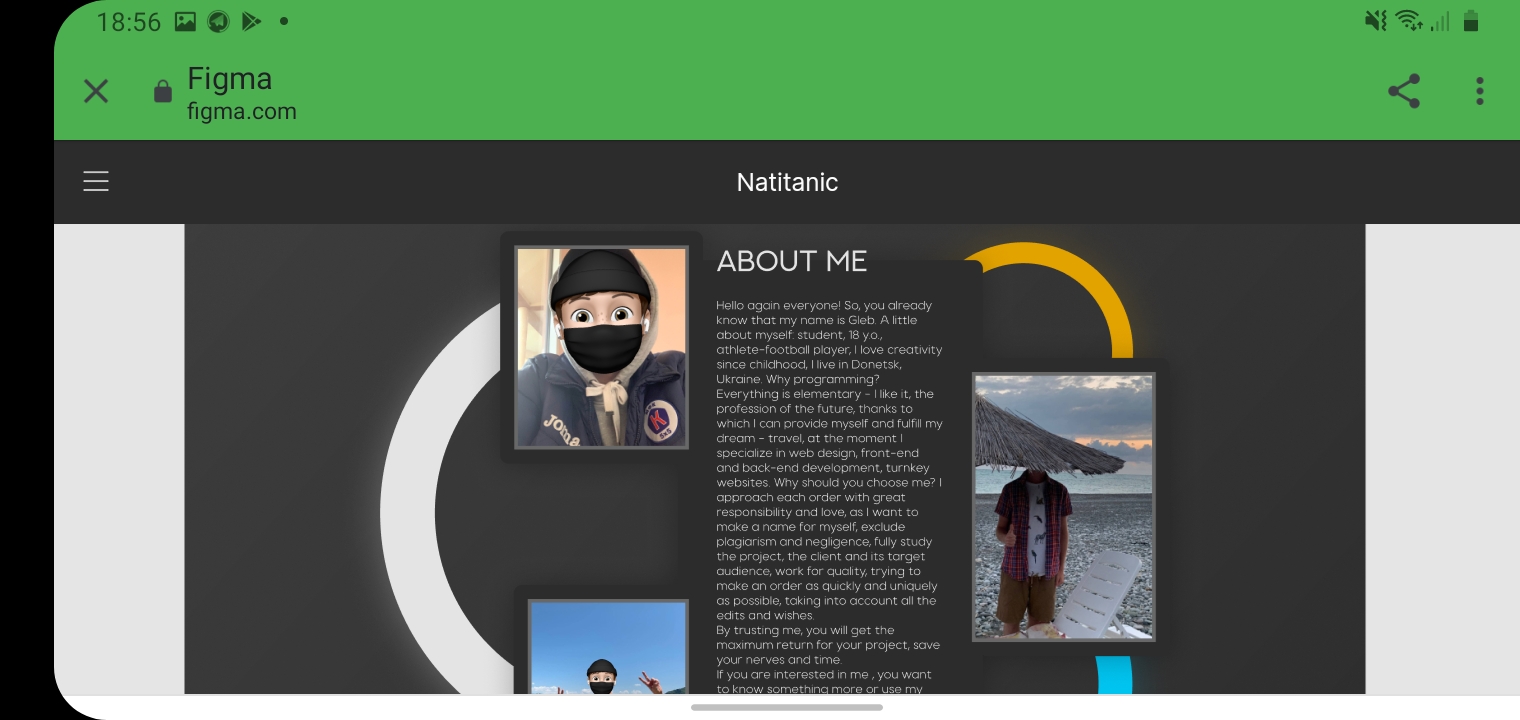 18:56
Figma
figma.com
Natitanic
ABOUT ME
Hello again everyone! So, you already
know that my name is Gleb. A little
about myself: student, 18 y.o.,
athlete-football player, I love creativity
since childhood, I live in Donetsk,
Ukraine. Why programming?
Everything is elementary - I like it, the
profession of the future, thanks to
which I can provide myself and fulfill my
dream - travel, at the moment I
specialize in web design, front-end
and back-end development, turnkey
websites. Why should you choose me? I
approach each order with great
responsibility and love, as I want to
make a name for myself, exclude
plagiarism and negligence, fully study
the project, the client and its target
audience, work for quality, trying to
make an order as quickly and uniquely
as possible, taking into account all the
edits and wishes.
By trusting me, you will get the
maximum return for your project, save
your nerves and time.
If you are interested in me , you want
to know something more or use my
Joma
K